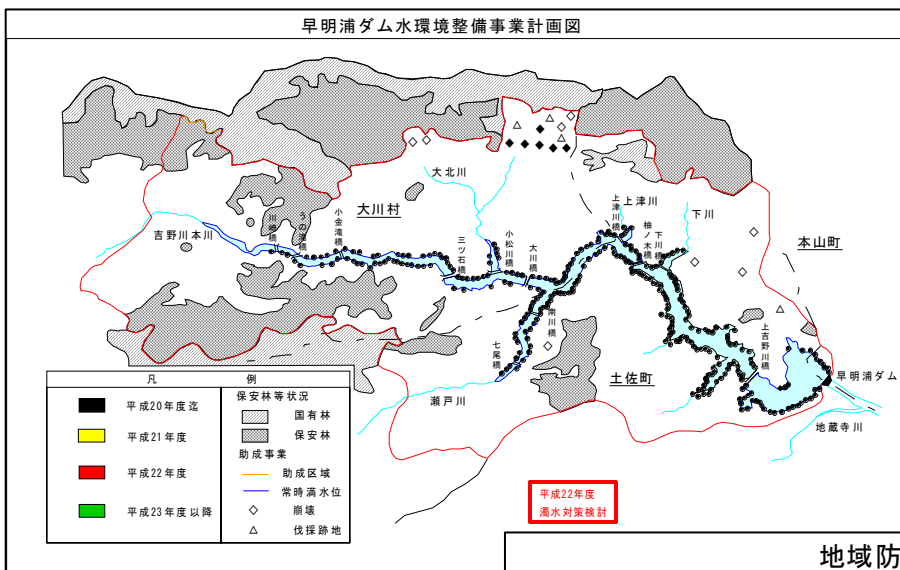 早明浦ダム水環境整備事業計画図
大北川
大川村
上津川
下川
本山町
吉野川本川
川崎橋
うの滝橋
小金滝橋
三ツ石橋
小松川橋
大川橋
上津川橋
柚ノ木橋
下川橋
南川橋
七尾橋
上吉野川橋
土佐町
早明浦ダム
瀬戸川
地蔵寺川
凡 例
平成20年度迄
平成21年度
平成22年度
平成23年度以降
保安林等状況
国有林
保安林
助成事業
助成区域
常時満水位
崩壊
伐採跡地
平成22年度
濁水対策検討
地域防